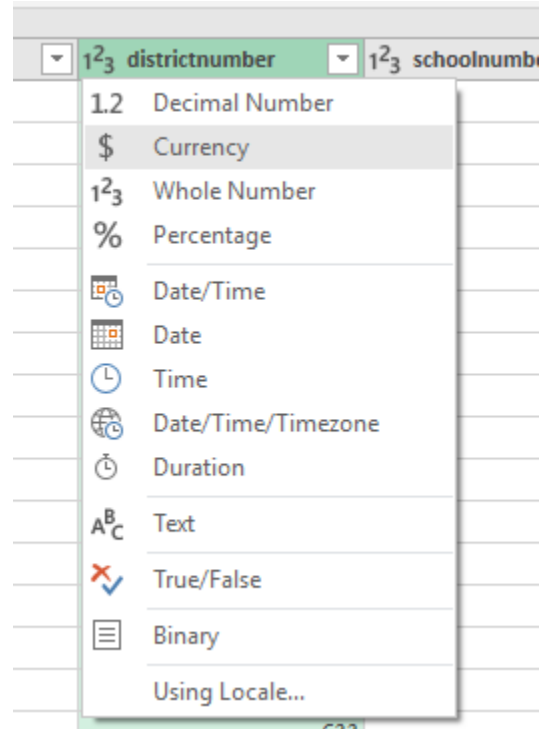 1²3 districtnumber 1²3 schoolnumbe
1.2 Decimal Number
$ Currency
1²3 Whole Number
% Percentage
Date/Time
Date
Time
Date/Time/Timezone
Duration
ABC Text
True/False
Binary
Using Locale...